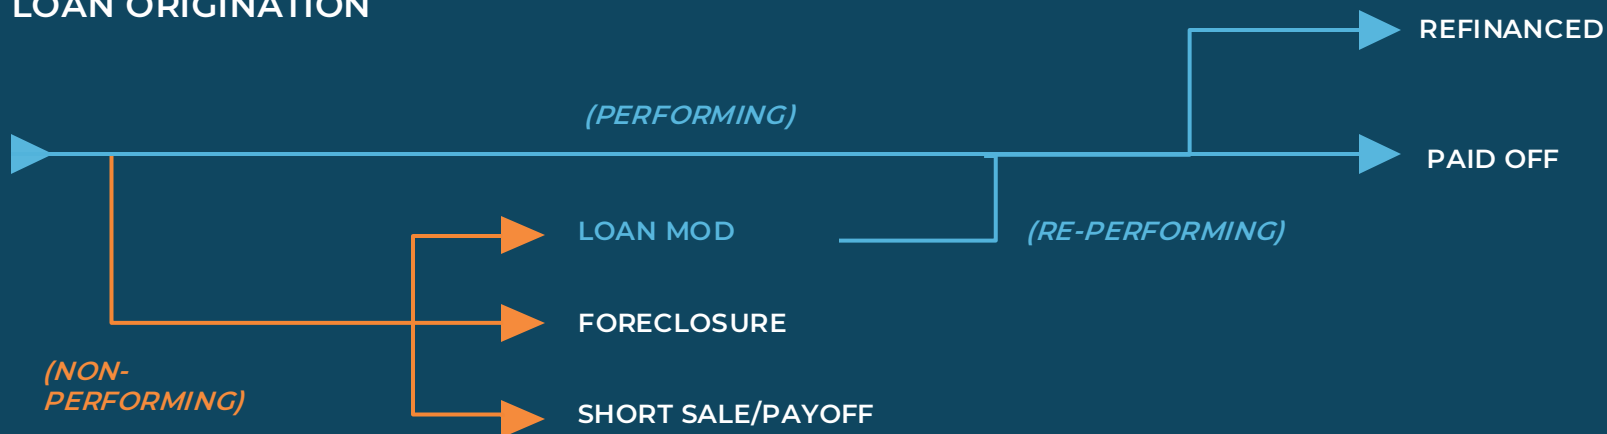 LOAN ORIGINATION
REFINANCED
(PERFORMING)
PAID OFF
LOAN MOD
(RE-PERFORMING)
FORECLOSURE
(NON-
PERFORMING)
SHORT SALE/PAYOFF